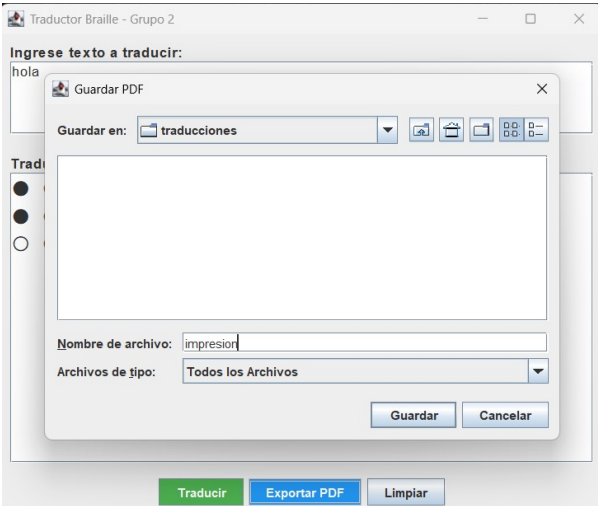 Traductor Braille - Grupo 2
Ingrese texto a traducir:
hola
Guardar PDF
Guardar en: traducciones
Nombre de archivo: impresion
Archivos de tipo: Todos los Archivos
Guardar Cancelar
Traducir Exportar PDF Limpiar